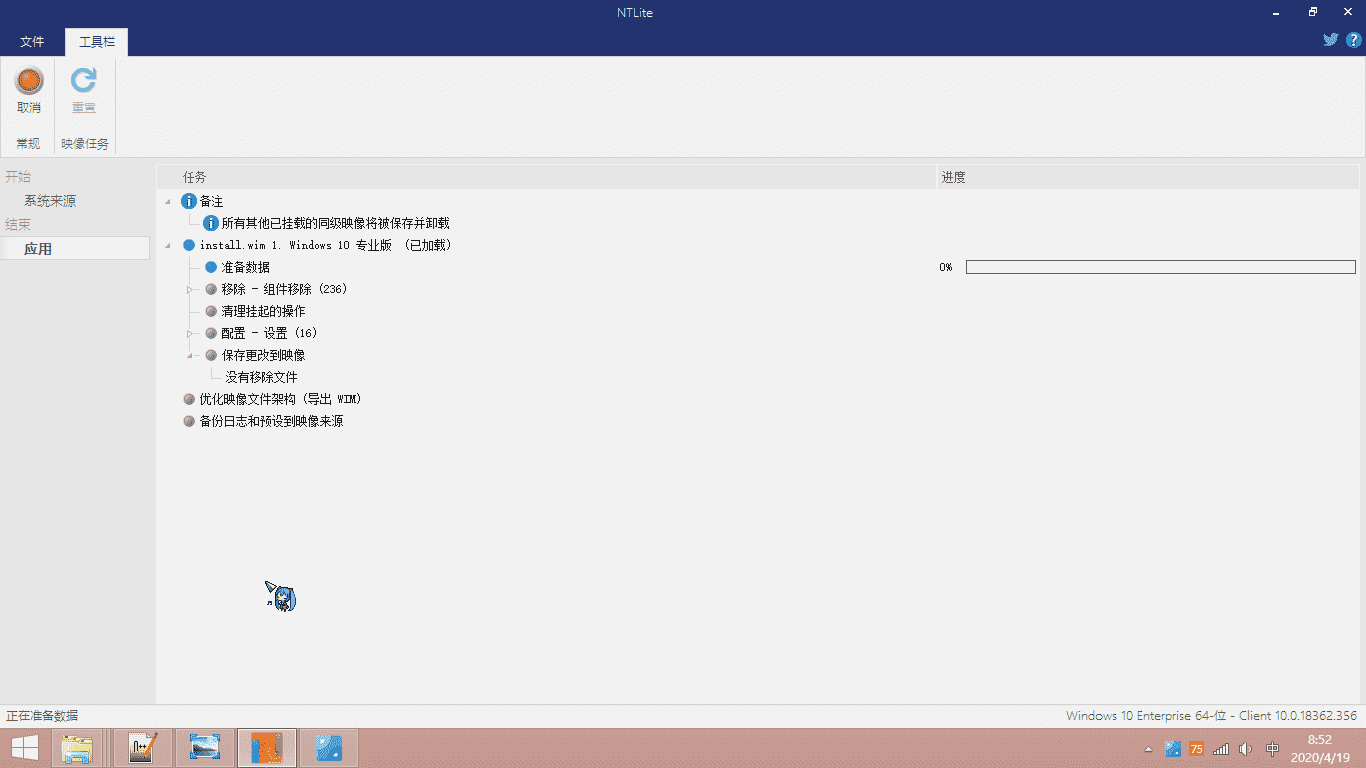 NTLite
文件 工具栏
取消 重置
常规 映像任务
开始
系统来源
结束
应用
任务 进度
备注
所有其他已挂载的同级映像将被保存并卸载
install.wim 1. Windows 10 专业版 (已加载)
准备数据 0%
移除 - 组件移除 (236)
清理挂起的操作
配置 - 设置 (16)
保存更改到映像
没有移除文件
优化映像文件架构 (导出 WIM)
备份日志和预设到映像来源
正在准备数据 Windows 10 Enterprise 64-位 - Client 10.0.18362.356
n++ 75 中 8:52
2020/4/19